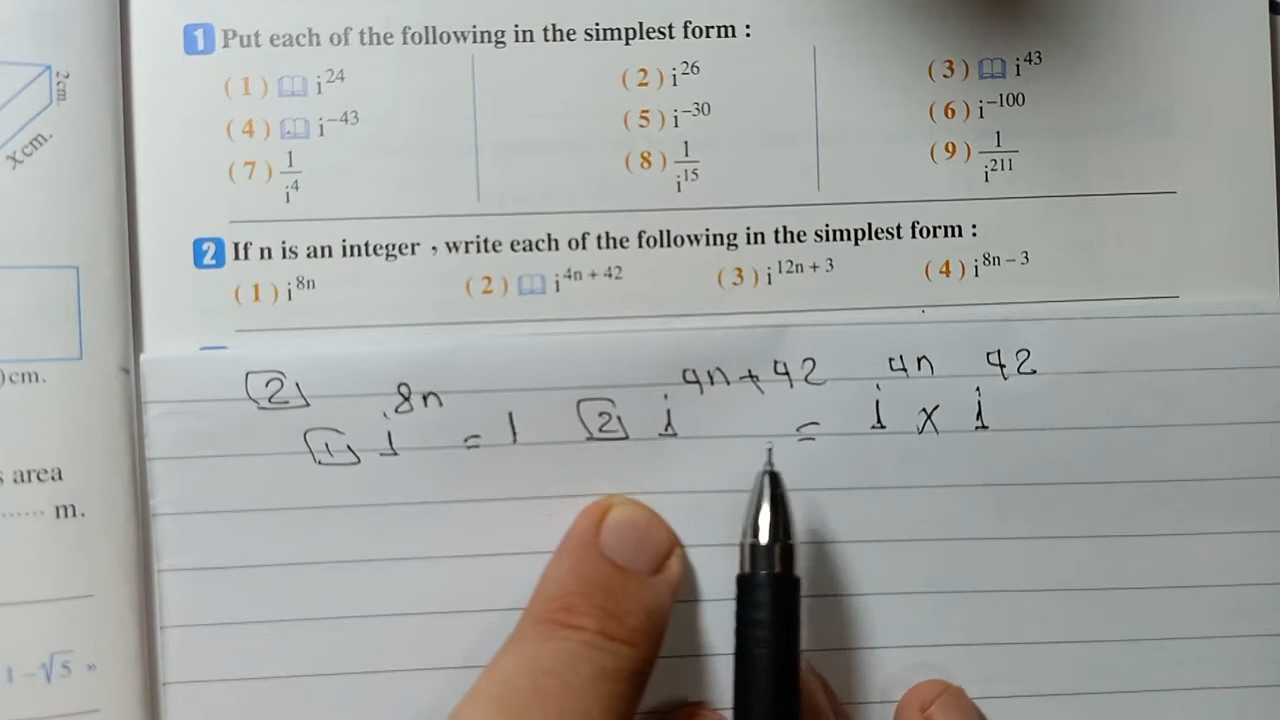 1 Put each of the following in the simplest form :
(1) i^24 (2) i^26 (3) i^43
(4) i^-43 (5) i^-30 (6) i^-100
(7) 1/i^4 (8) 1/i^15 (9) 1/i^211
2 If n is an integer , write each of the following in the simplest form :
(1) i^8n (2) i^4n + 42 (3) i^12n + 3 (4) i^8n - 3
2
1 i^8n = 1 2 i^4n+42 = i^4n × i^42
2cm.
x cm.
)cm.
area
...... m.
1 - √5 »